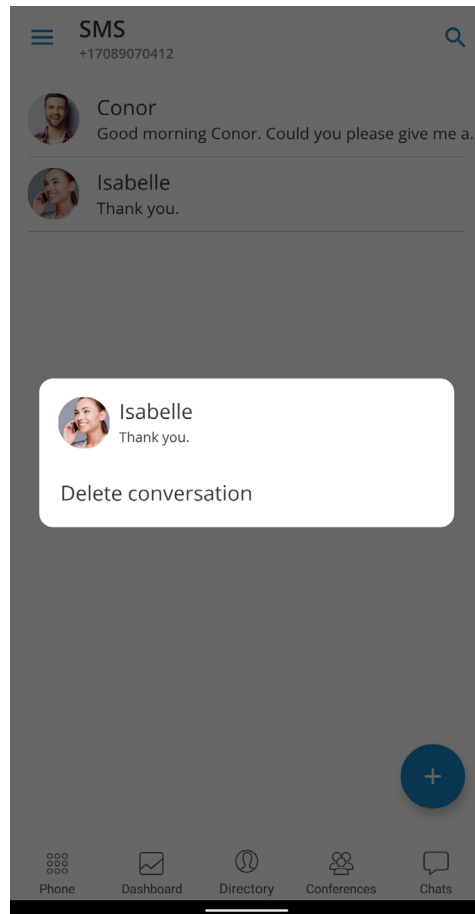 SMS
+17089070412
Conor
Good morning Conor. Could you please give me a.
Isabelle
Thank you.
Isabelle
Thank you.
Delete conversation
+
Phone Dashboard Directory Conferences Chats